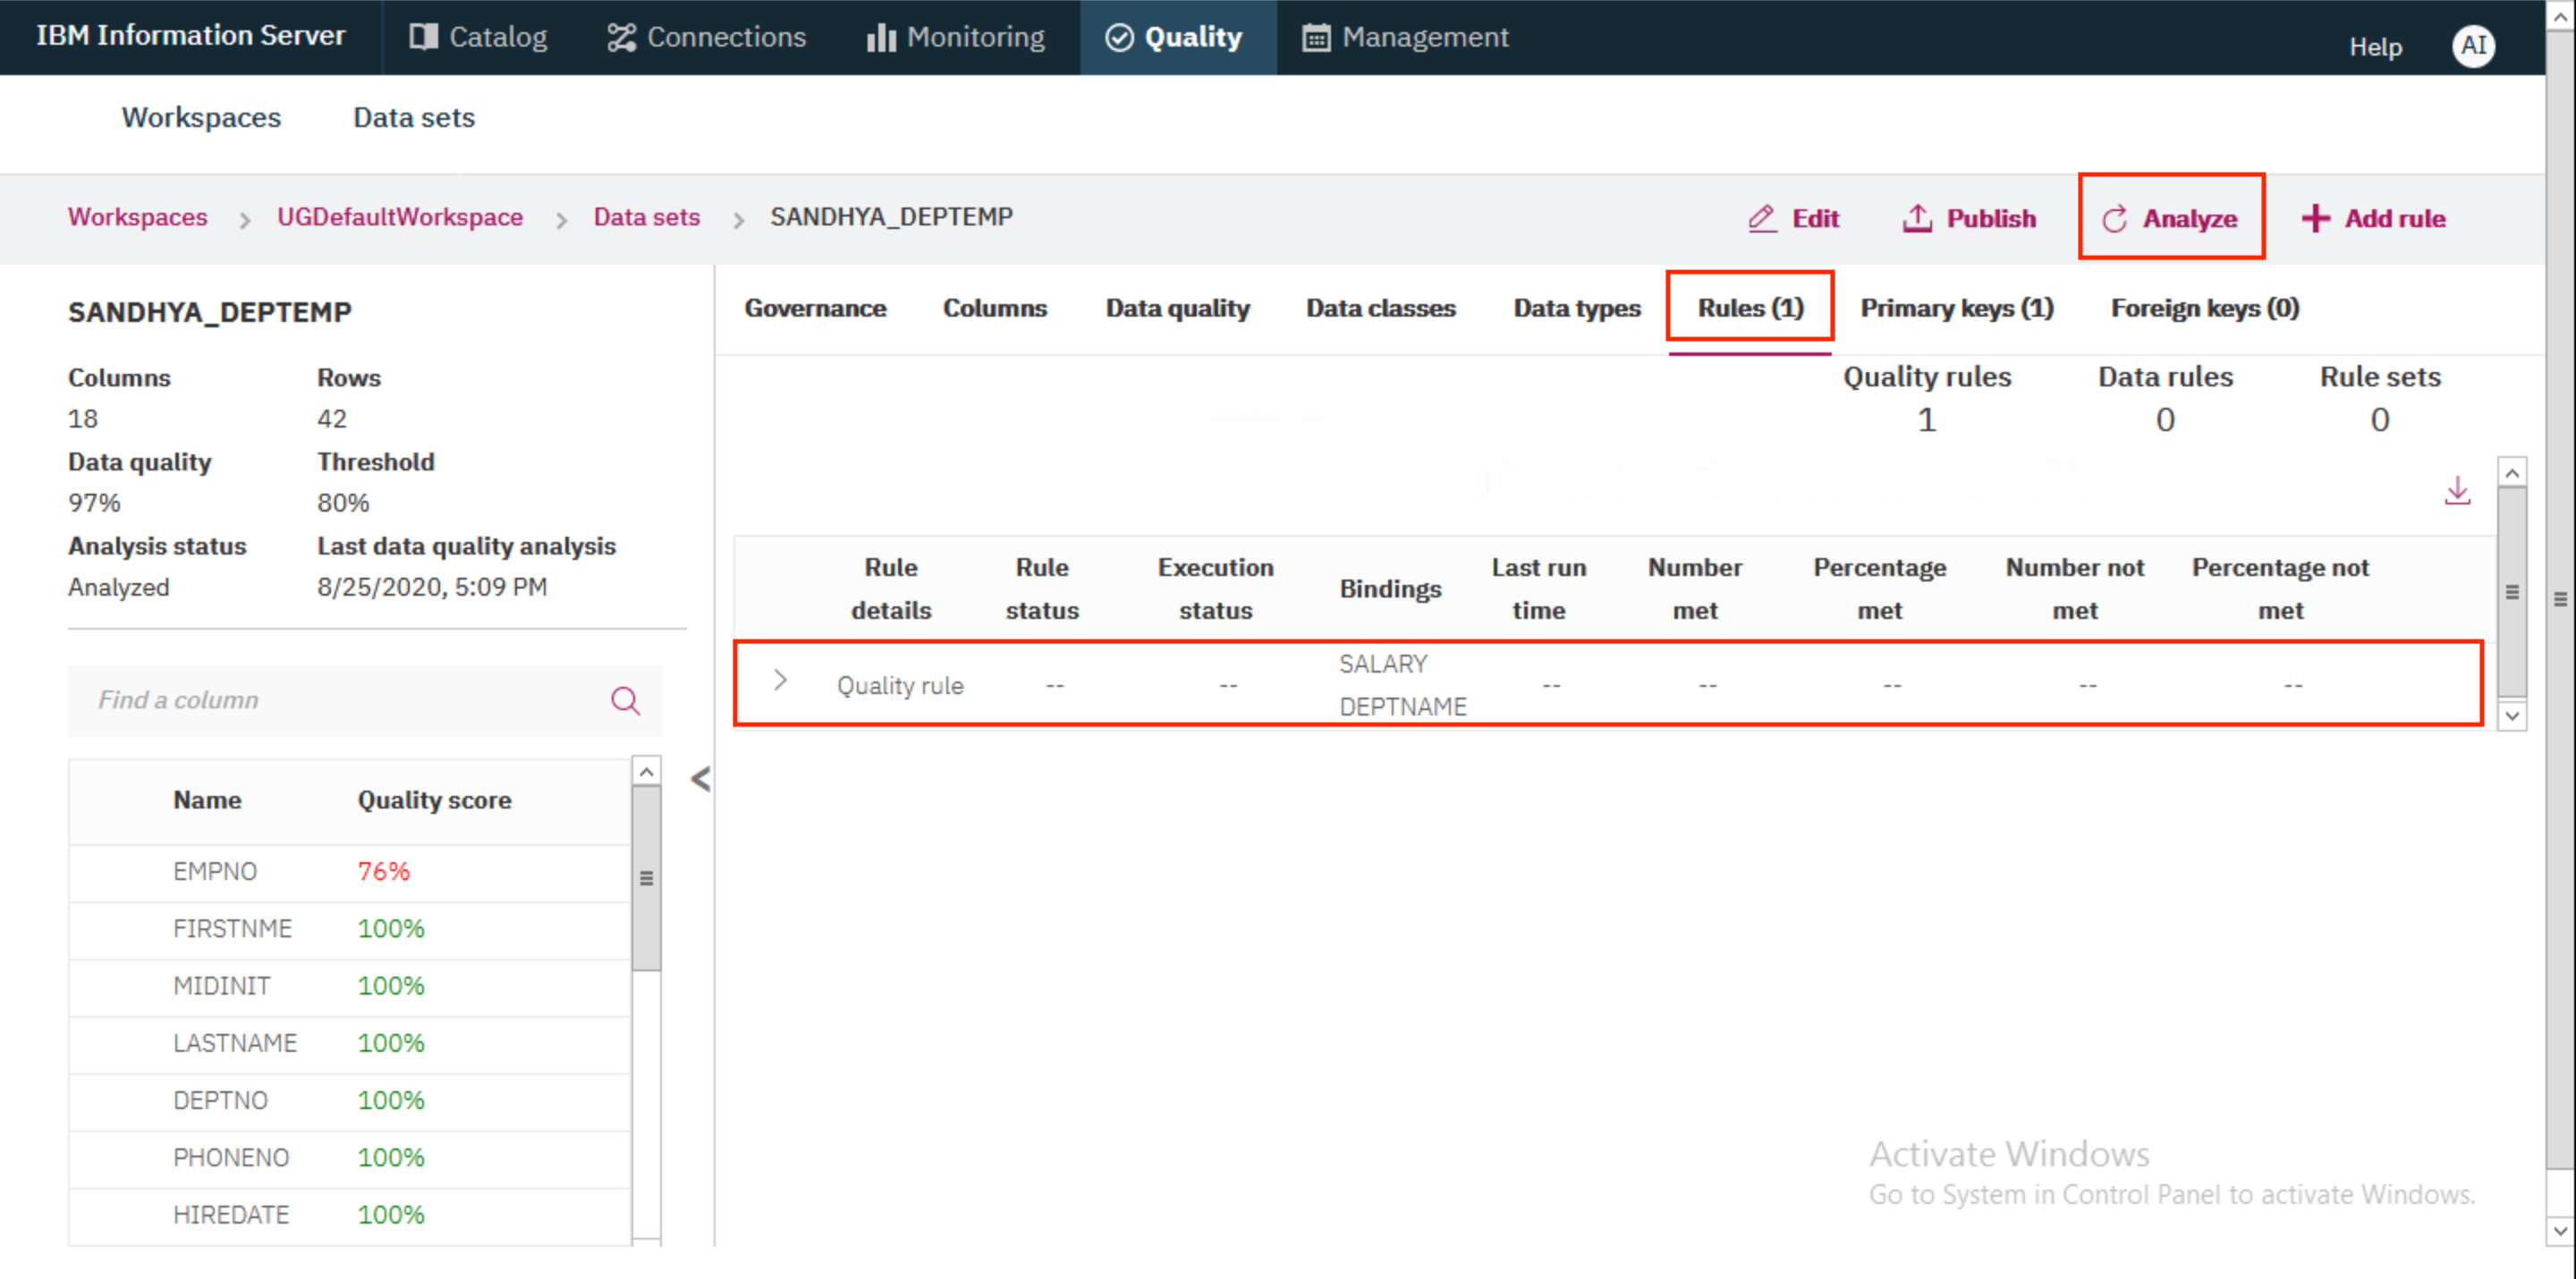 IBM Information Server Catalog Connections Monitoring Quality Management Help AI
Workspaces Data sets
Workspaces > UGDefaultWorkspace > Data sets > SANDHYA_DEPTEMP Edit Publish Analyze + Add rule
SANDHYA_DEPTEMP
Columns Rows
18 42
Data quality Threshold
97% 80%
Analysis status Last data quality analysis
Analyzed 8/25/2020, 5:09 PM
Find a column
Name Quality score
EMPNO 76%
FIRSTNME 100%
MIDINIT 100%
LASTNAME 100%
DEPTNO 100%
PHONENO 100%
HIREDATE 100%
Governance Columns Data quality Data classes Data types Rules (1) Primary keys (1) Foreign keys (0)
Quality rules Data rules Rule sets
1 0 0
Rule details Rule status Execution status Bindings Last run time Number met Percentage met Number not met Percentage not met
Quality rule -- -- SALARY DEPTNAME -- -- -- -- --
Activate Windows
Go to System in Control Panel to activate Windows.